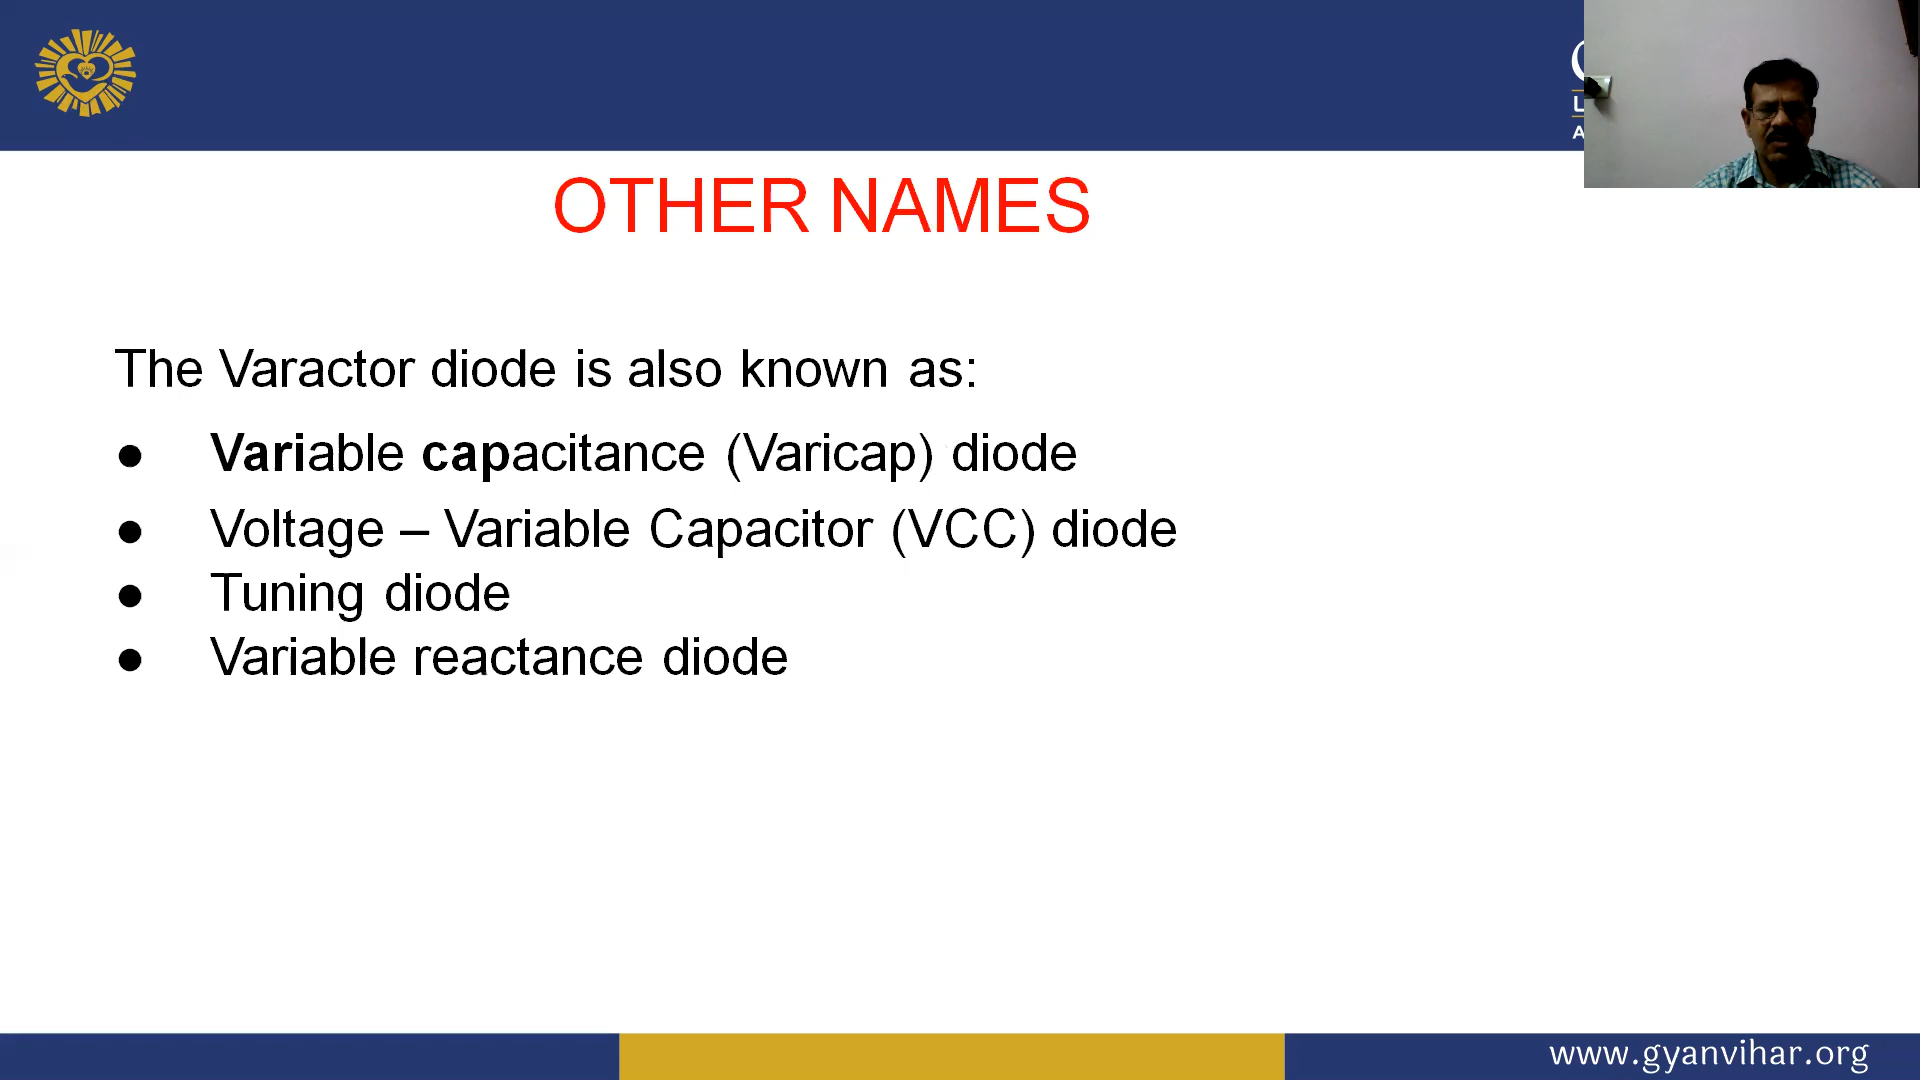 OTHER NAMES
The Varactor diode is also known as:
● Variable capacitance (Varicap) diode
● Voltage – Variable Capacitor (VCC) diode
● Tuning diode
● Variable reactance diode
www.gyanvihar.org